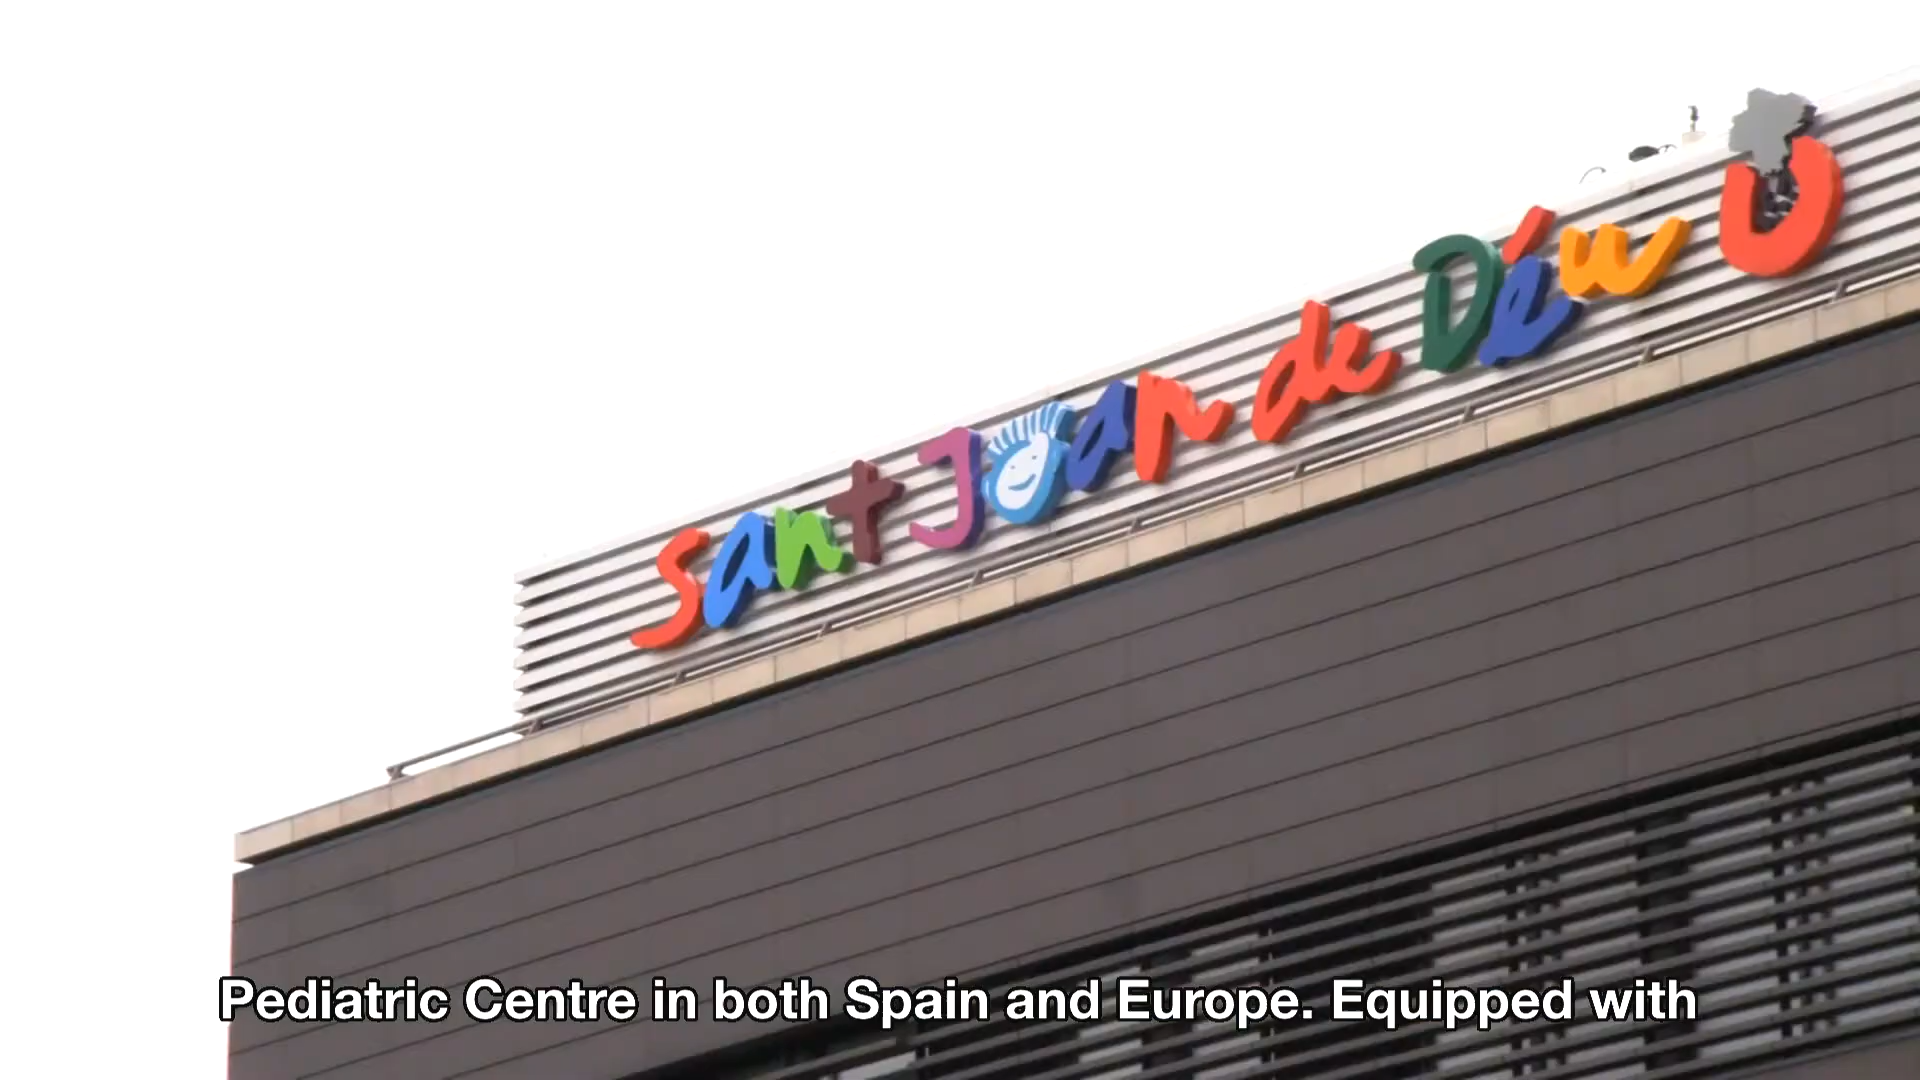 Sant Joan de Déu
Pediatric Centre in both Spain and Europe. Equipped with